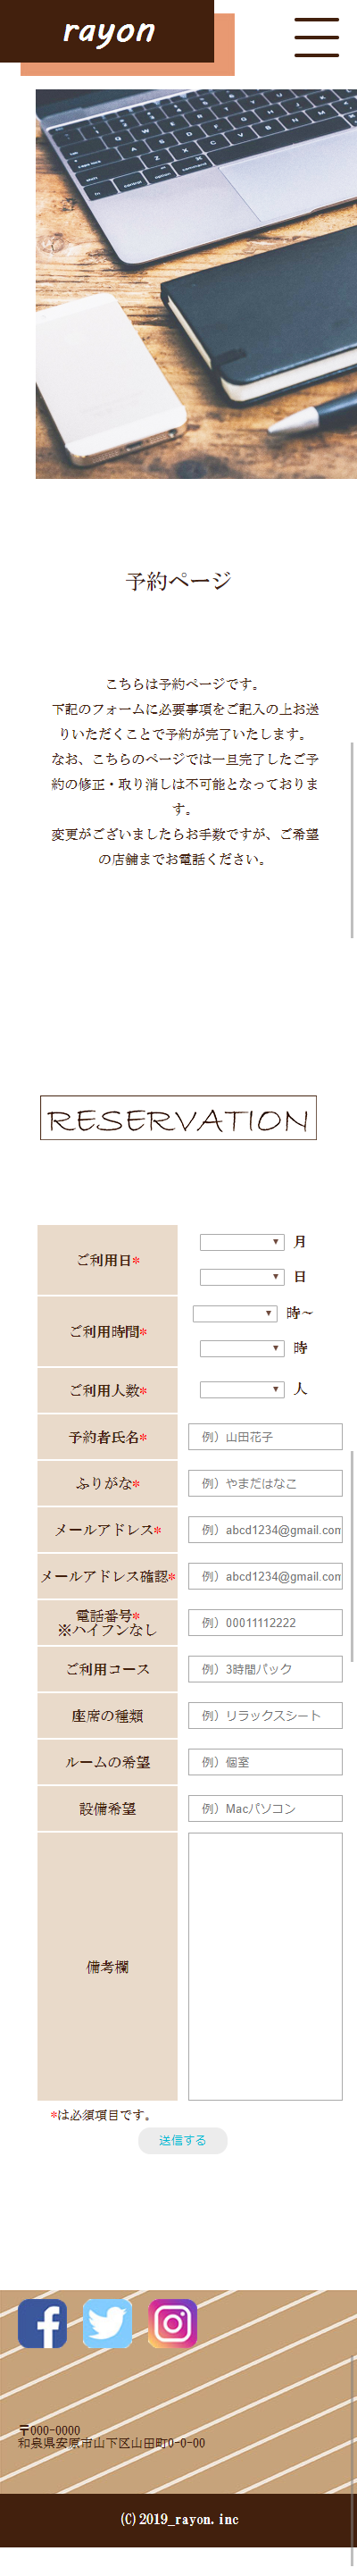 rayon
予約ページ
こちらは予約ページです。
下記のフォームに必要事項をご記入の上お送
りいただくことで予約が完了いたします。
なお、こちらのページでは一旦完了したご予
約の修正・取り消しは不可能となっておりま
す。
変更がございましたらお手数ですが、ご希望
の店舗までお電話ください。
RESERVATION
ご利用日*
月
日
ご利用時間*
時~
時
ご利用人数*
人
予約者氏名*
例）山田花子
ふりがな*
例）やまだはなこ
メールアドレス*
例）abcd1234@gmail.com
メールアドレス確認*
例）abcd1234@gmail.com
電話番号*
※ハイフンなし
例）00011112222
ご利用コース
例）3時間パック
座席の種類
例）リラックスシート
ルームの希望
例）個室
設備希望
例）Macパソコン
備考欄
*は必須項目です。
送信する
〒000-0000
和泉県安原市山下区山田町0-0-00
(C)2019_rayon.inc